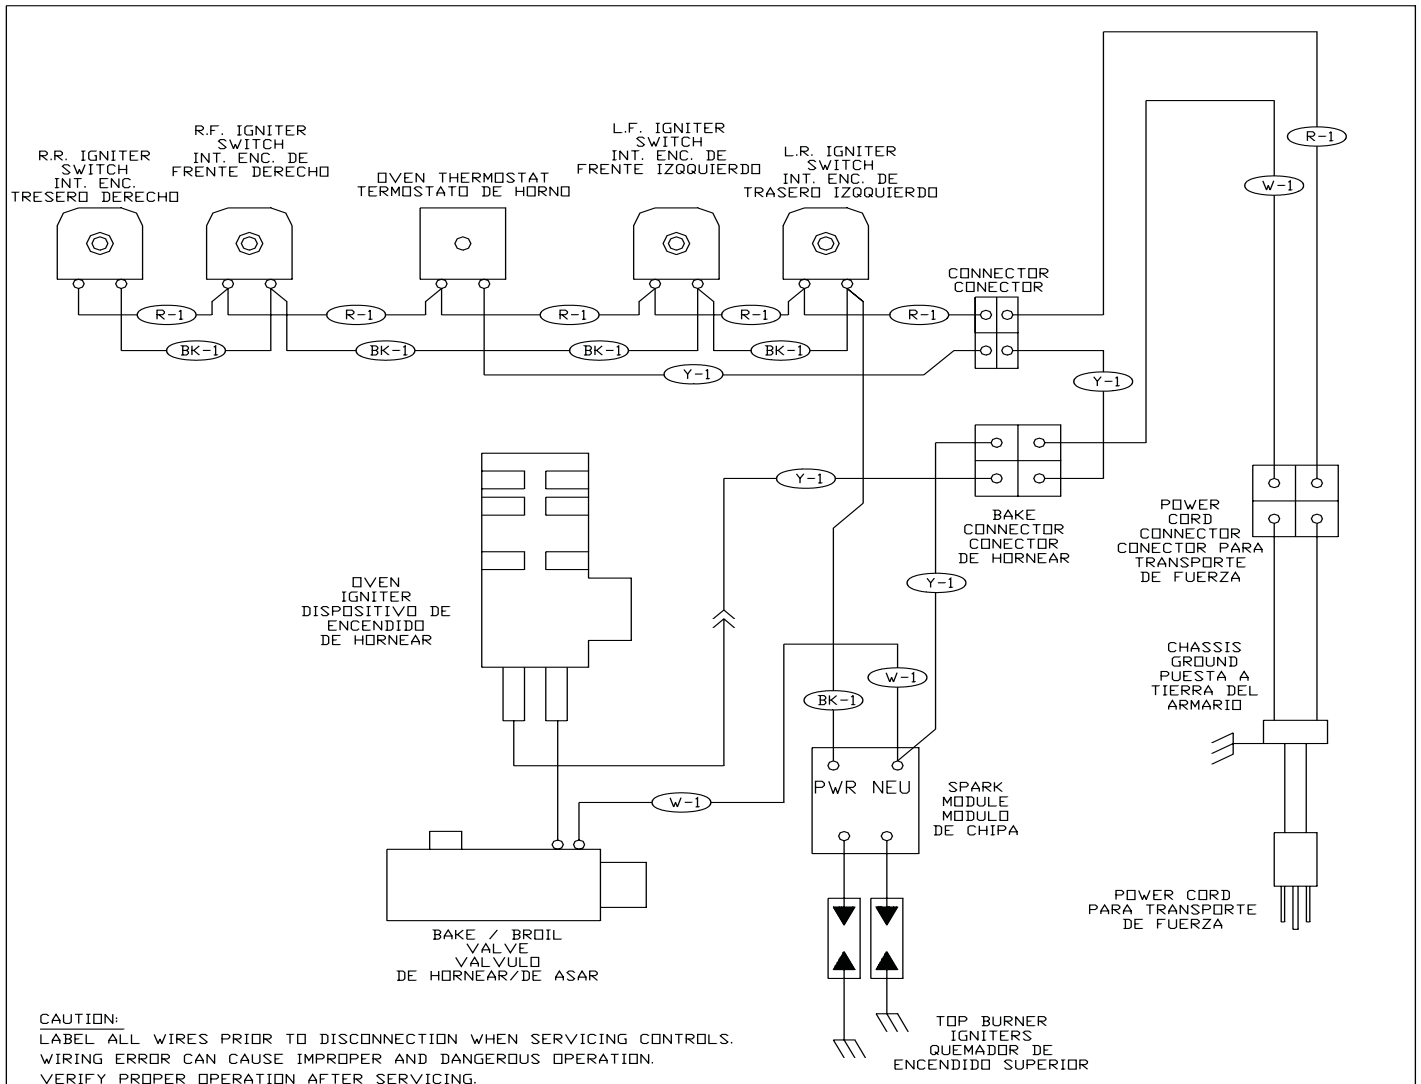 R.R. IGNITER
SWITCH
INT. ENC.
TRESERO DERECHO
R.F. IGNITER
SWITCH
INT. ENC. DE
FRENTE DERECHO
OVEN THERMOSTAT
TERMOSTATO DE HORNO
L.F. IGNITER
SWITCH
INT. ENC. DE
FRENTE IZQQUIERDO
L.R. IGNITER
SWITCH
INT. ENC. DE
TRASERO IZQQUIERDO
CONNECTOR
CONECTOR
R-1
W-1
R-1
R-1
R-1
R-1
R-1
BK-1
BK-1
BK-1
BK-1
Y-1
Y-1
Y-1
BAKE
CONNECTOR
CONECTOR
DE HORNEAR
POWER
CORD
CONNECTOR
CONECTOR PARA
TRANSPORTE
DE FUERZA
Y-1
OVEN
IGNITER
DISPOSITIVO DE
ENCENDIDO
DE HORNEAR
CHASSIS
GROUND
PUESTA A
TIERRA DEL
ARMARIO
W-1
BK-1
PWR NEU
SPARK
MODULE
MODULO
DE CHIPA
W-1
POWER CORD
PARA TRANSPORTE
DE FUERZA
BAKE / BROIL
VALVE
VALVULO
DE HORNEAR/DE ASAR
TOP BURNER
IGNITERS
QUEMADOR DE
ENCENDIDO SUPERIOR
CAUTION:
LABEL ALL WIRES PRIOR TO DISCONNECTION WHEN SERVICING CONTROLS.
WIRING ERROR CAN CAUSE IMPROPER AND DANGEROUS OPERATION.
VERIFY PROPER OPERATION AFTER SERVICING.